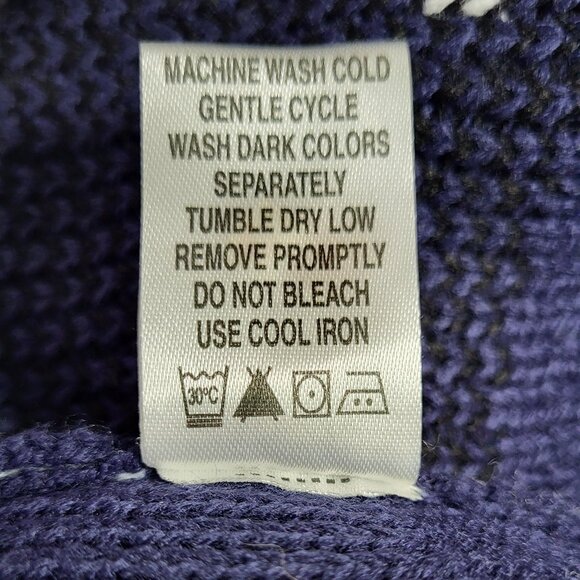 MACHINE WASH COLD
GENTLE CYCLE
WASH DARK COLORS
SEPARATELY
TUMBLE DRY LOW
REMOVE PROMPTLY
DO NOT BLEACH
USE COOL IRON
30°C